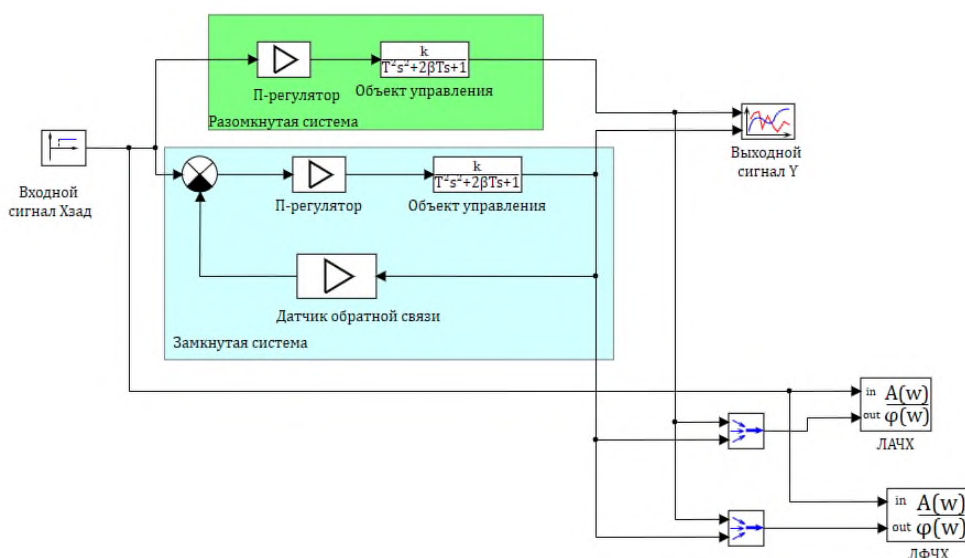 k
T²s²+2βTs+1
П-регулятор
Объект управления
Разомкнутая система
Входной
сигнал Xзад
k
T²s²+2βTs+1
П-регулятор
Объект управления
Датчик обратной связи
Замкнутая система
Выходной
сигнал Y
in A(w)
out φ(w)
ЛАЧХ
in A(w)
out φ(w)
ЛФЧХ